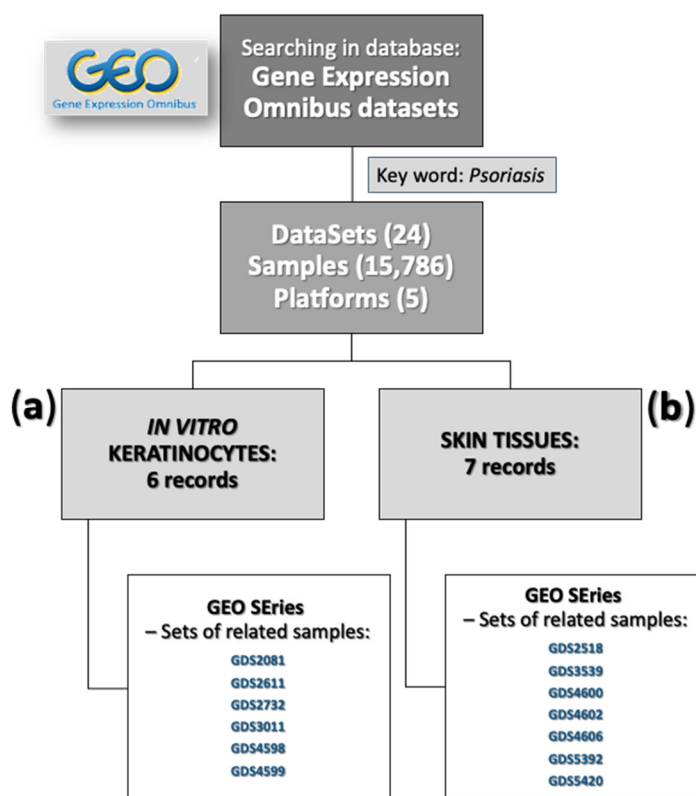 GEO
Gene Expression Omnibus
Searching in database:
Gene Expression
Omnibus datasets
Key word: Psoriasis
DataSets (24)
Samples (15,786)
Platforms (5)
(a)
IN VITRO
KERATINOCYTES:
6 records
(b)
SKIN TISSUES:
7 records
GEO SEries
– Sets of related samples:
GDS2081
GDS2611
GDS2732
GDS3011
GDS4598
GDS4599
GEO SEries
– Sets of related samples:
GDS2518
GDS3539
GDS4600
GDS4602
GDS4606
GDS5392
GDS5420